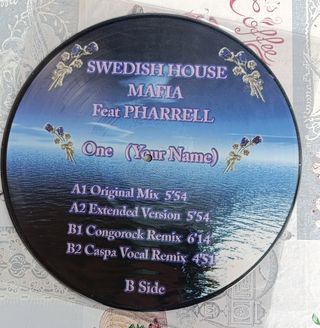 Coffee
SWEDISH HOUSE
MAFIA
Feat PHARRELL
One (Your Name)
A1 Original Mix 5'54
A2 Extended Version 5'54
B1 Congorock Remix 6'14
B2 Caspa Vocal Remix 4'51
B Side